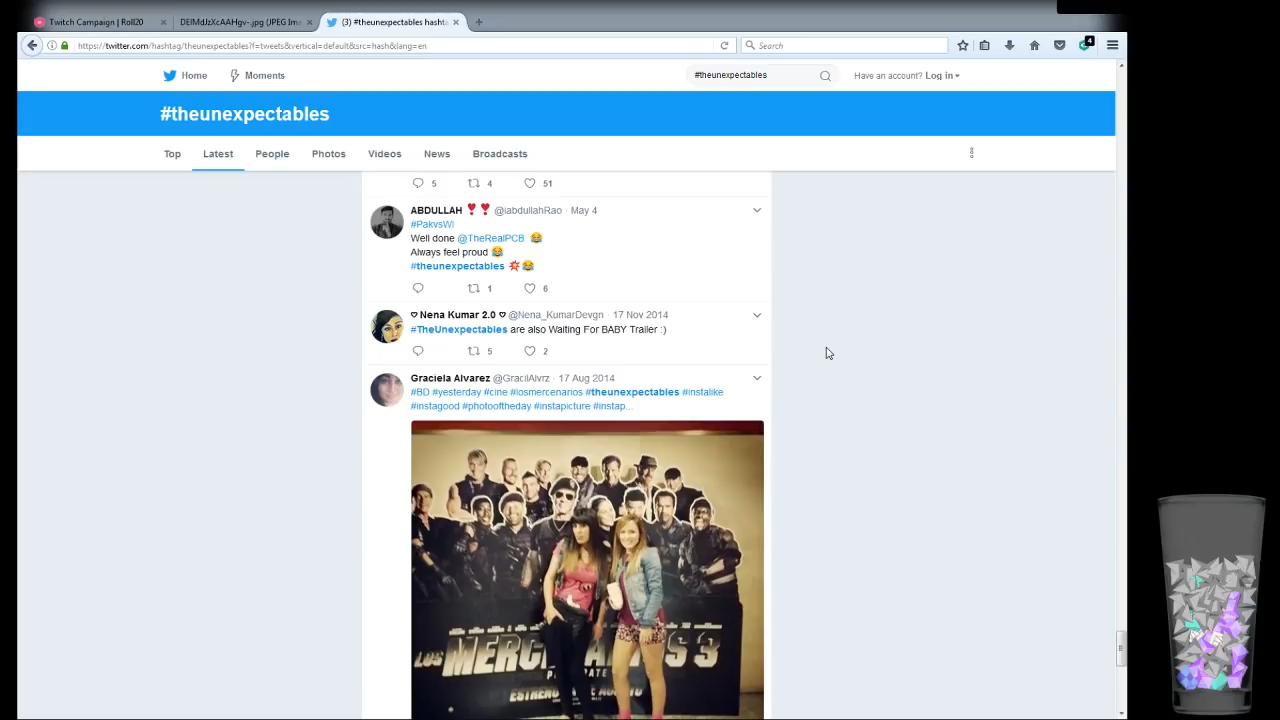 Twitch Campaign | Roll20
DEIMdJzXcAAHgv-.jpg (JPEG Ima
(3) #theunexpectables hashta
https://twitter.com/hashtag/theunexpectables?f=tweets&vertical=default&src=hash&lang=en
Search
4
Home
Moments
#theunexpectables
Have an account? Log in
#theunexpectables
Top
Latest
People
Photos
Videos
News
Broadcasts
5 4 51
ABDULLAH @iabdullahRao · May 4
#PakvsWI
Well done @TheRealPCB
Always feel proud
#theunexpectables
1 6
Nena Kumar 2.0 @Nena_KumarDevgn · 17 Nov 2014
#TheUnexpectables are also Waiting For BABY Trailer :)
5 2
Graciela Alvarez @GracilAlvrz · 17 Aug 2014
#BD #yesterday #cine #losmercenarios #theunexpectables #instalike
#instagood #photooftheday #instapicture #instap...
LOS